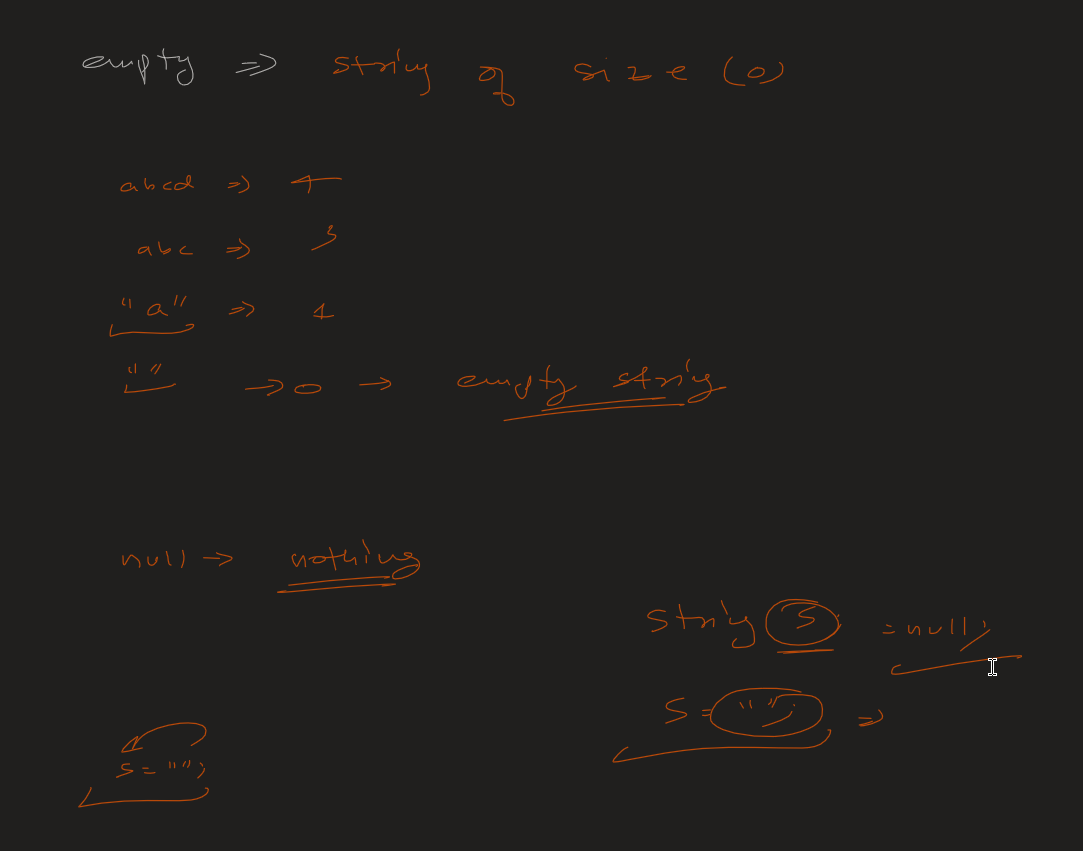 empty => string of size (0)
abcd => 4
abc => 3
"a" => 1
"" -> 0 -> empty string
null -> nothing
String s = null;
s = ""; =>
s = "";